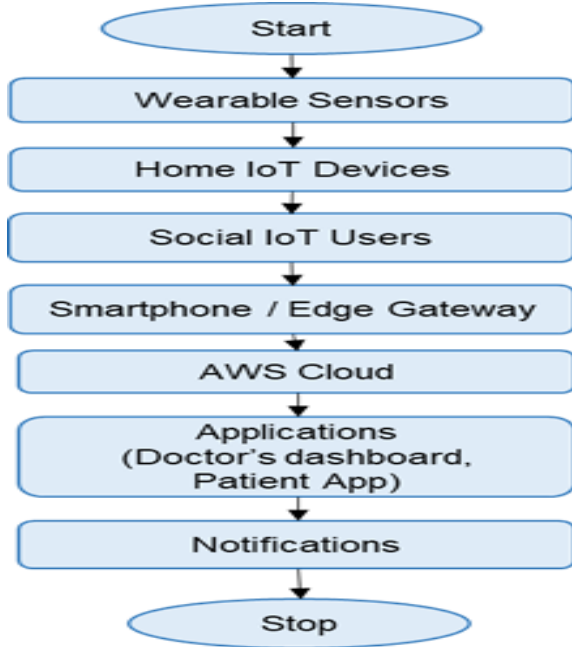 Start
Wearable Sensors
Home IoT Devices
Social IoT Users
Smartphone / Edge Gateway
AWS Cloud
Applications
(Doctor's dashboard,
Patient App)
Notifications
Stop